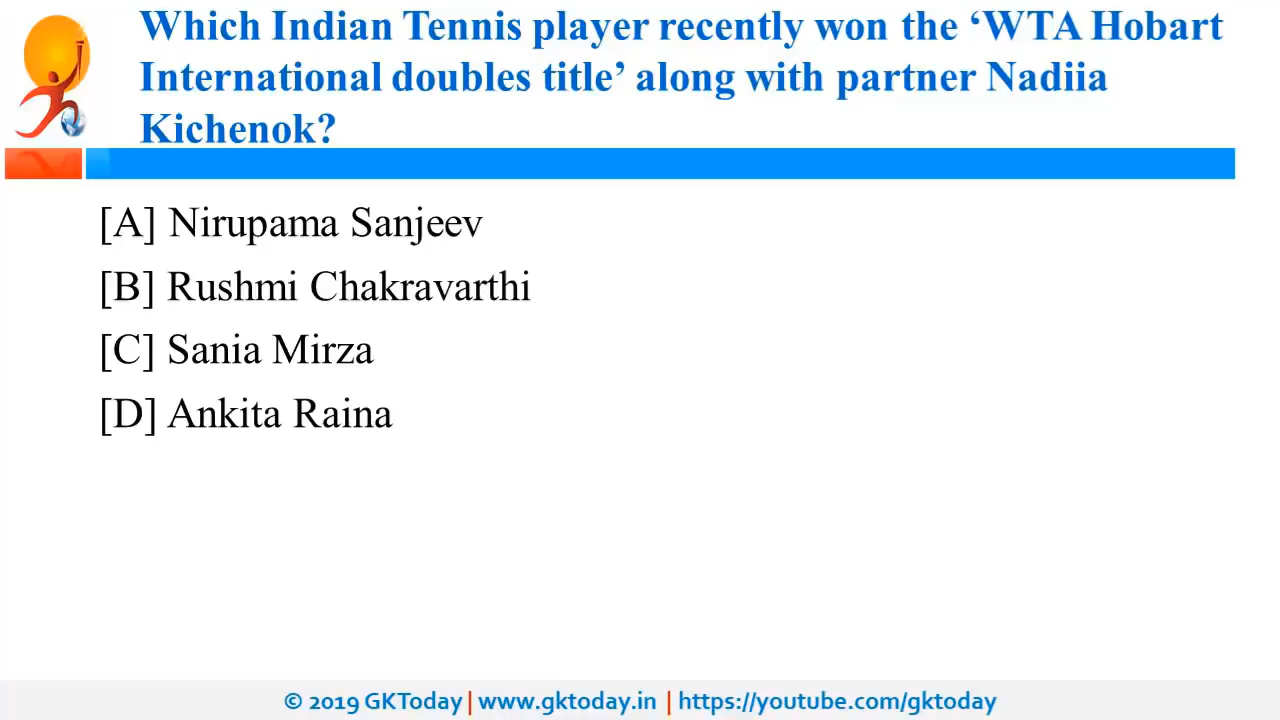 Which Indian Tennis player recently won the ‘WTA Hobart
International doubles title’ along with partner Nadiia
Kichenok?
[A] Nirupama Sanjeev
[B] Rushmi Chakravarthi
[C] Sania Mirza
[D] Ankita Raina
© 2019 GKToday | www.gktoday.in | https://youtube.com/gktoday